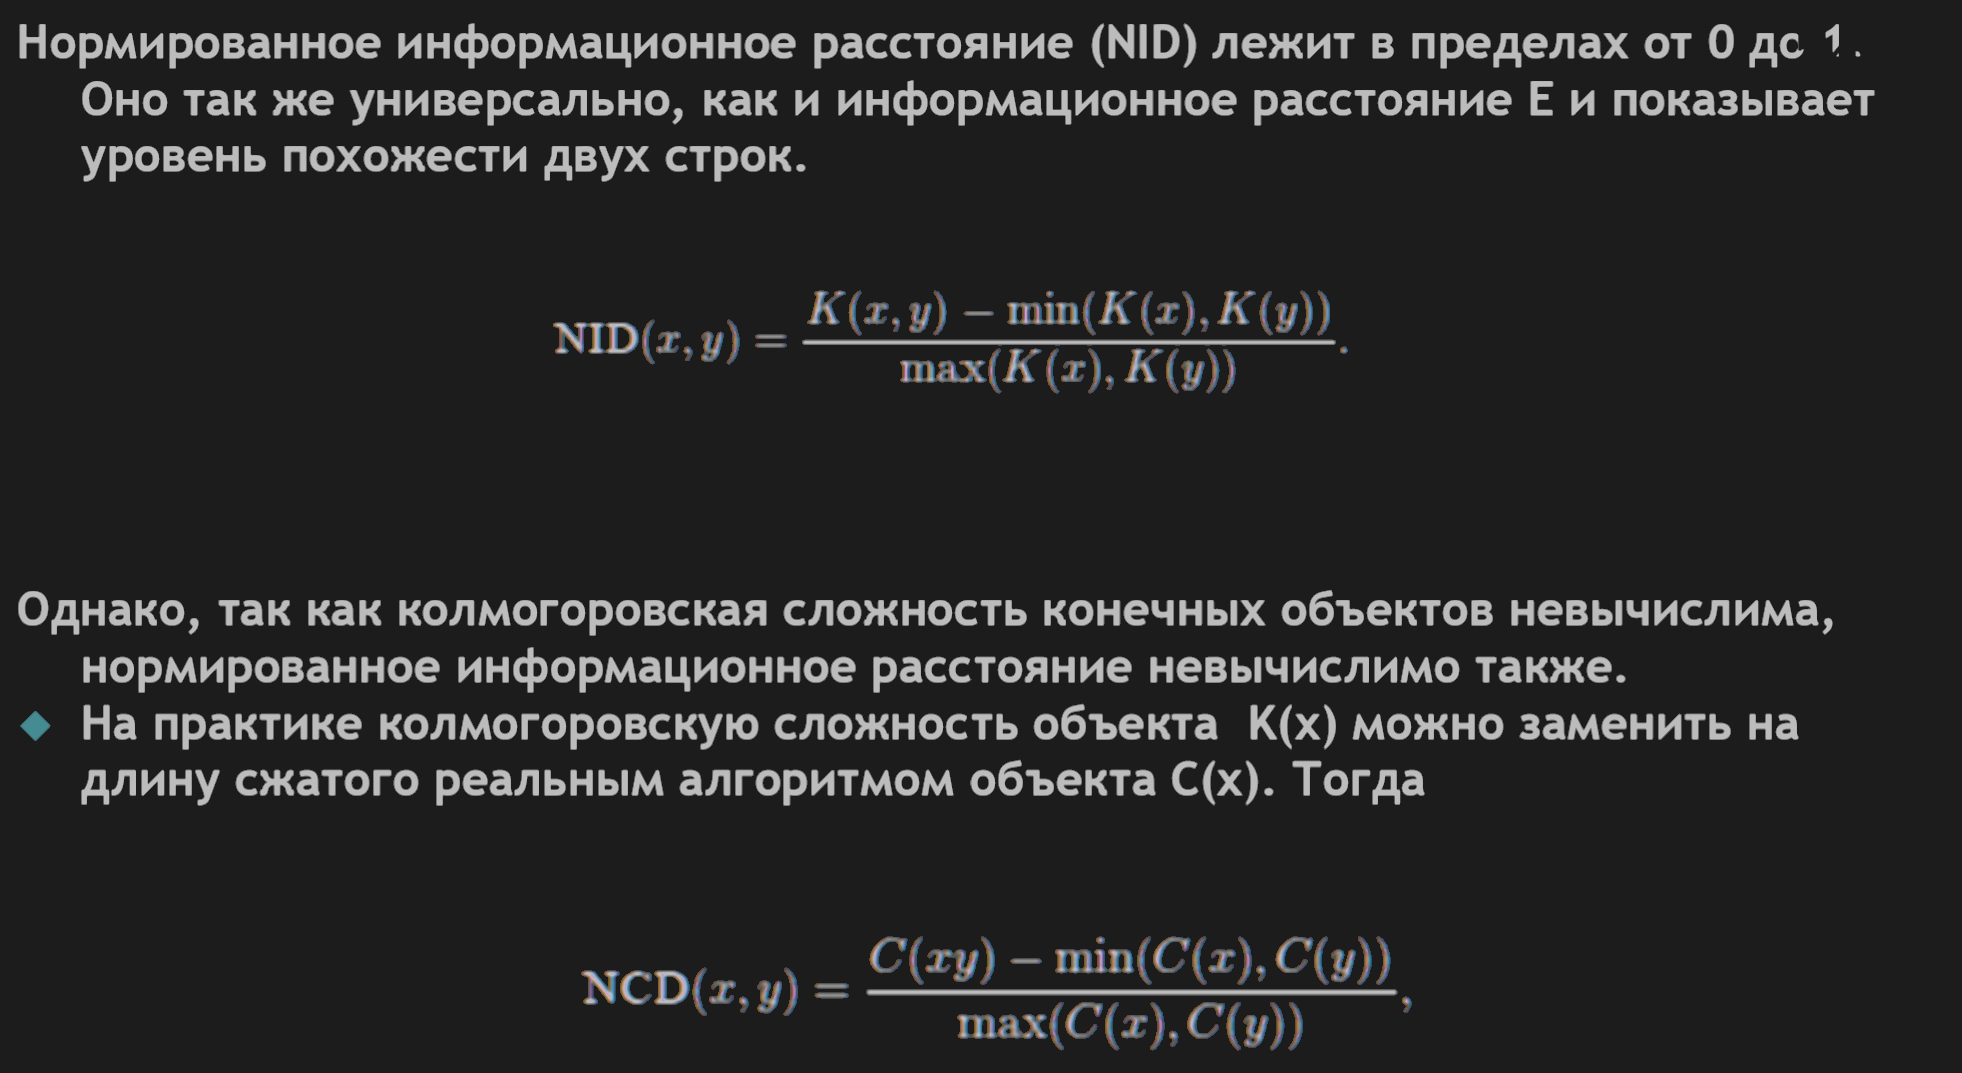 Нормированное информационное расстояние (NID) лежит в пределах от 0 до 1.
Оно так же универсально, как и информационное расстояние E и показывает
уровень похожести двух строк.
NID(x, y) = \frac{K(x, y) − min(K(x), K(y))}{max(K(x), K(y))}.
Однако, так как колмогоровская сложность конечных объектов невычислима,
нормированное информационное расстояние невычислимо также.
На практике колмогоровскую сложность объекта K(x) можно заменить на
длину сжатого реальным алгоритмом объекта C(x). Тогда
NCD(x, y) = \frac{C(xy) − min(C(x), C(y))}{max(C(x), C(y))},